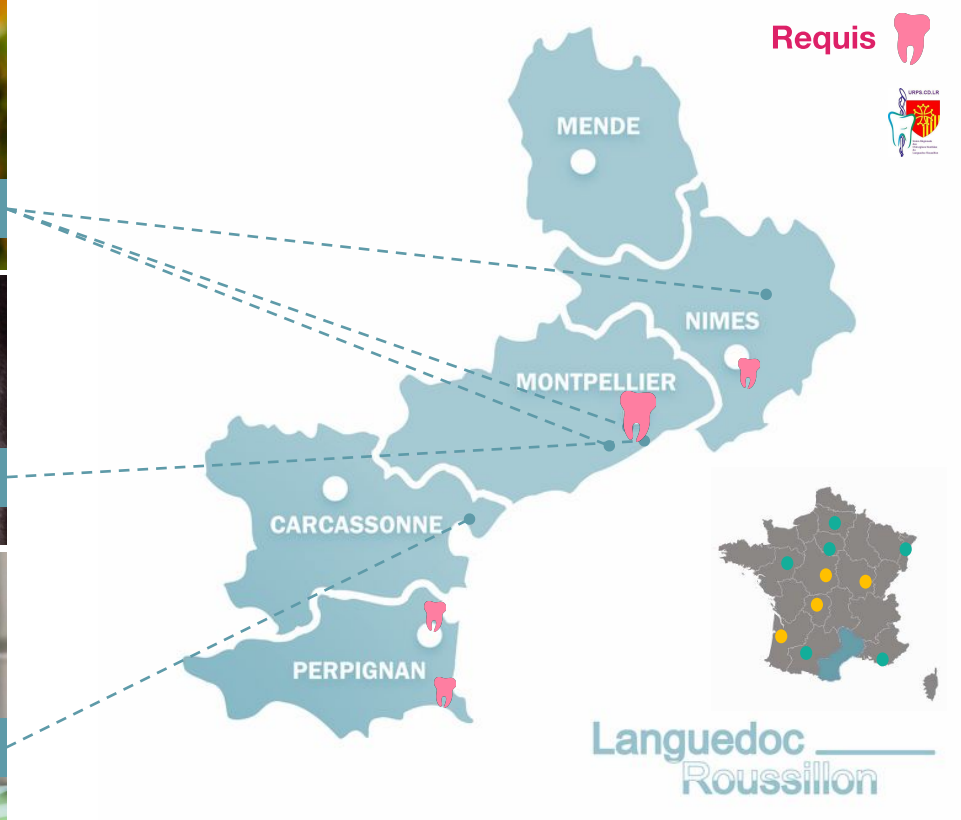 Requis
URPS.CD.LR
MENDE
NIMES
MONTPELLIER
CARCASSONNE
PERPIGNAN
Languedoc
Roussillon